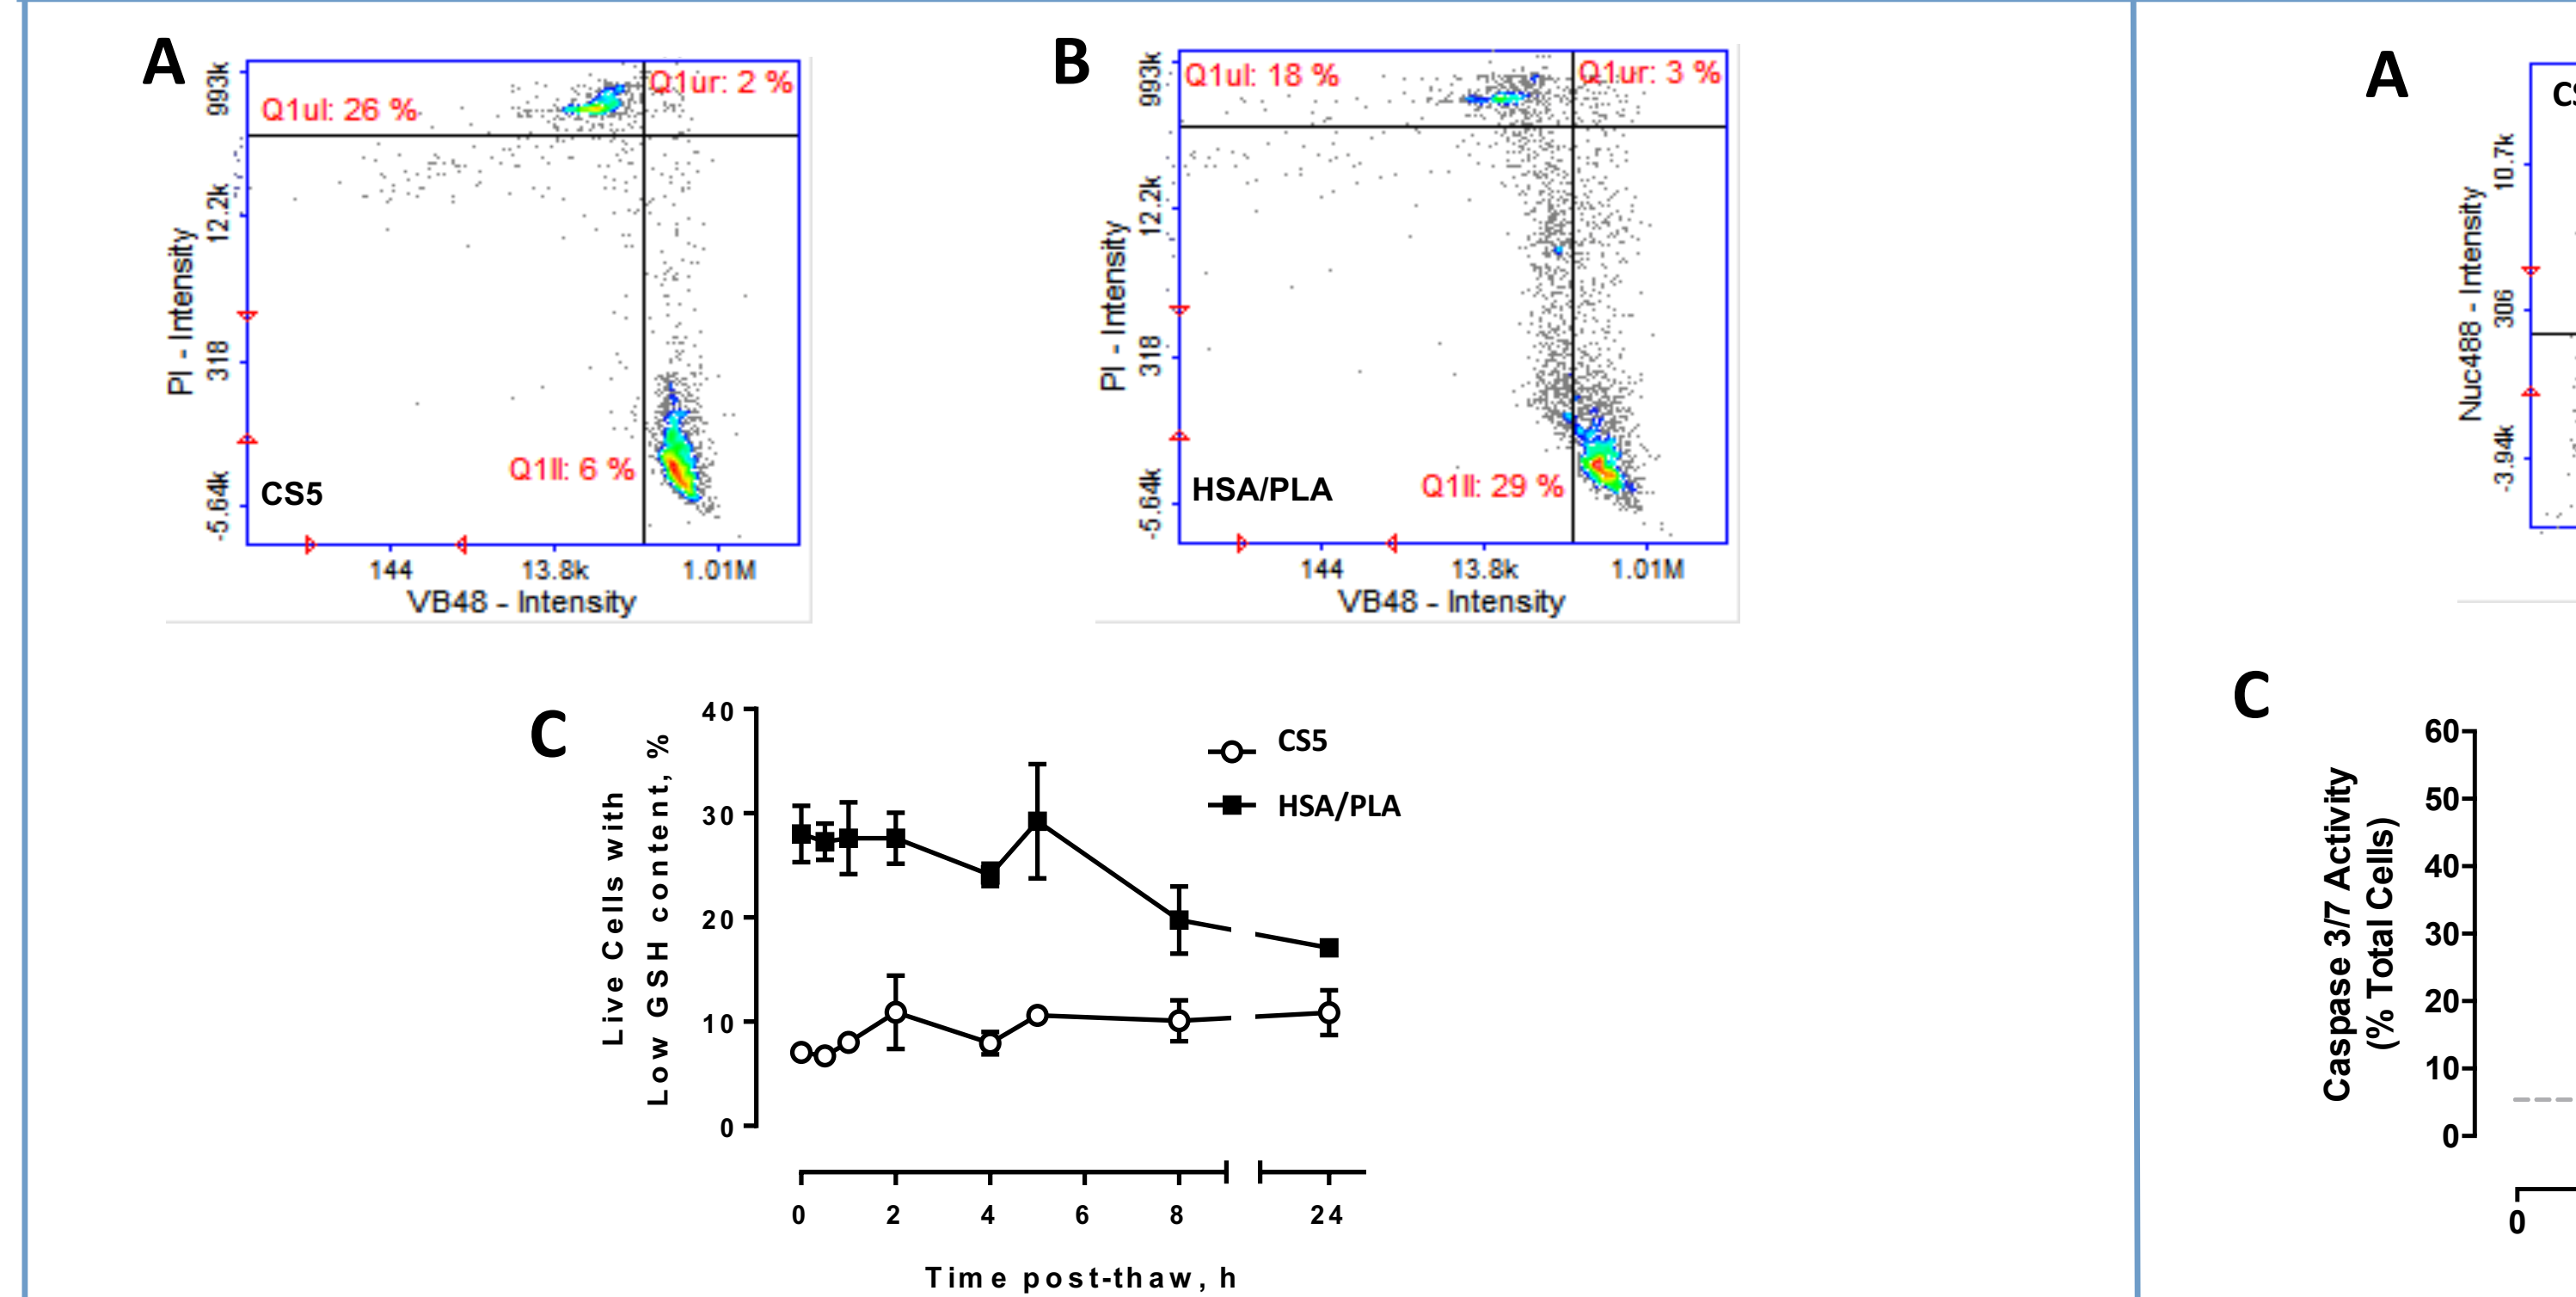 A
993k
12.2k
318
-5.64k
PI - Intensity
Q1ul: 26 %
Q1ur: 2 %
Q1ll: 6 %
CS5
144
13.8k
1.01M
VB48 - Intensity
B
993k
12.2k
318
-5.64k
PI - Intensity
Q1ul: 18 %
Q1ur: 3 %
Q1ll: 29 %
HSA/PLA
144
13.8k
1.01M
VB48 - Intensity
C
Live Cells with
Low GSH content, %
40
30
20
10
0
CS5
HSA/PLA
0 2 4 6 8 24
Time post-thaw, h
A
Nuc488 - Intensity
10.7k
306
-3.94k
C
Caspase 3/7 Activity
(% Total Cells)
60
50
40
30
20
10
0
0